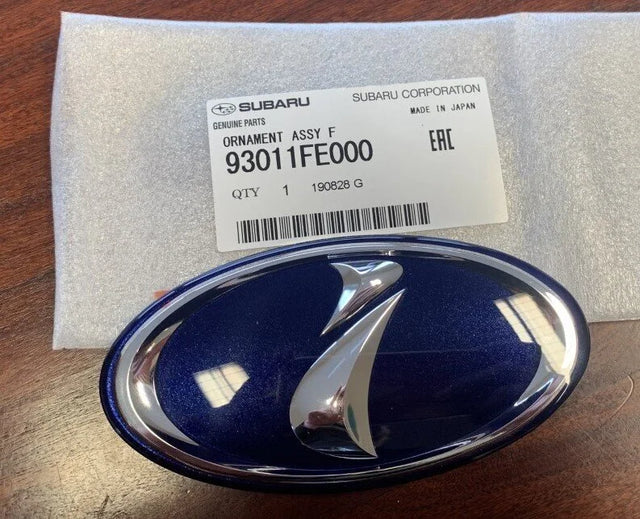 SUBARU
SUBARU CORPORATION
GENUINE PARTS
MADE IN JAPAN
ORNAMENT ASSY F
93011FE000
EAC
QTY 1 190828 G